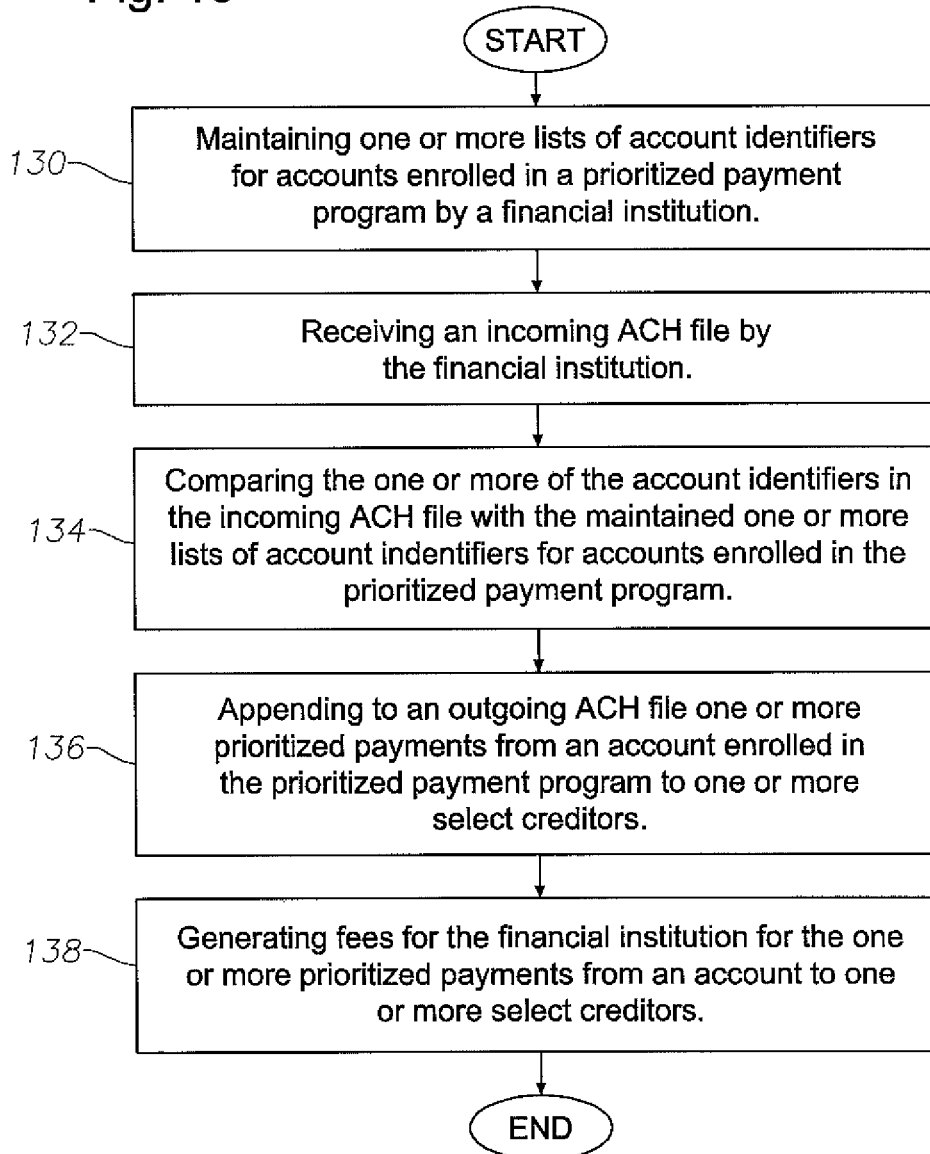 START
130
Maintaining one or more lists of account identifiers
for accounts enrolled in a prioritized payment
program by a financial institution.
132
Receiving an incoming ACH file by
the financial institution.
134
Comparing the one or more of the account identifiers in
the incoming ACH file with the maintained one or more
lists of account indentifiers for accounts enrolled in the
prioritized payment program.
136
Appending to an outgoing ACH file one or more
prioritized payments from an account enrolled in
the prioritized payment program to one or more
select creditors.
138
Generating fees for the financial institution for the one
or more prioritized payments from an account to one
or more select creditors.
END